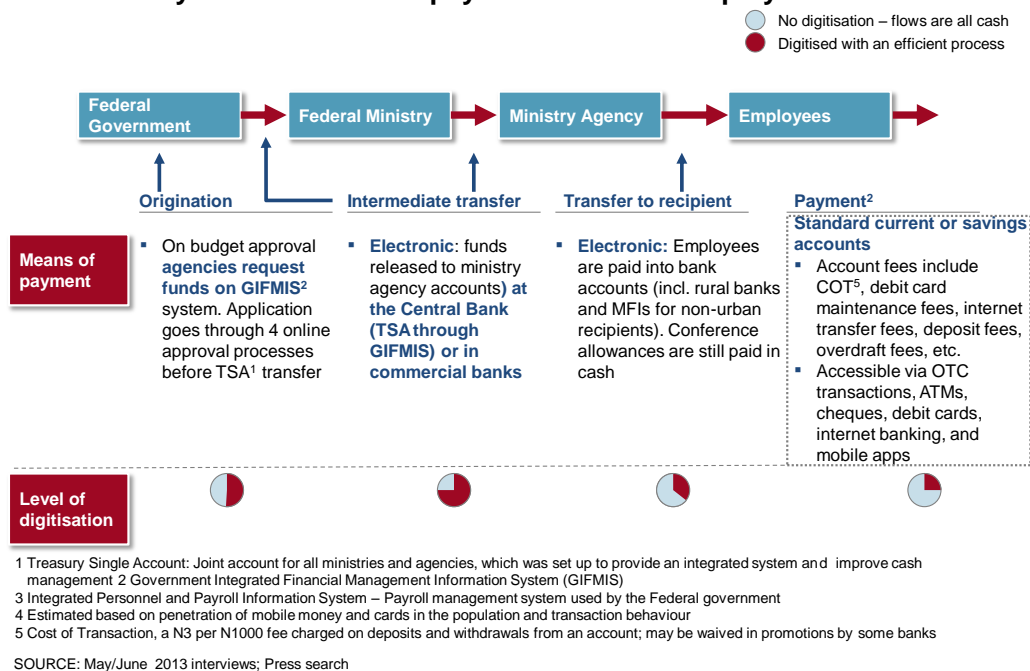 No digitisation – flows are all cash
Digitised with an efficient process
Federal
Government
Federal Ministry
Ministry Agency
Employees
Origination
Intermediate transfer
Transfer to recipient
Payment²
Means of
payment
▪ On budget approval
agencies request
funds on GIFMIS²
system. Application
goes through 4 online
approval processes
before TSA¹ transfer
▪ Electronic: funds
released to ministry
agency accounts) at
the Central Bank
(TSA through
GIFMIS) or in
commercial banks
▪ Electronic: Employees
are paid into bank
accounts (incl. rural banks
and MFIs for non-urban
recipients). Conference
allowances are still paid in
cash
Standard current or savings
accounts
▪ Account fees include
COT⁵, debit card
maintenance fees, internet
transfer fees, deposit fees,
overdraft fees, etc.
▪ Accessible via OTC
transactions, ATMs,
cheques, debit cards,
internet banking, and
mobile apps
Level of
digitisation
1 Treasury Single Account: Joint account for all ministries and agencies, which was set up to provide an integrated system and improve cash
management 2 Government Integrated Financial Management Information System (GIFMIS)
3 Integrated Personnel and Payroll Information System – Payroll management system used by the Federal government
4 Estimated based on penetration of mobile money and cards in the population and transaction behaviour
5 Cost of Transaction, a N3 per N1000 fee charged on deposits and withdrawals from an account; may be waived in promotions by some banks
SOURCE: May/June 2013 interviews; Press search